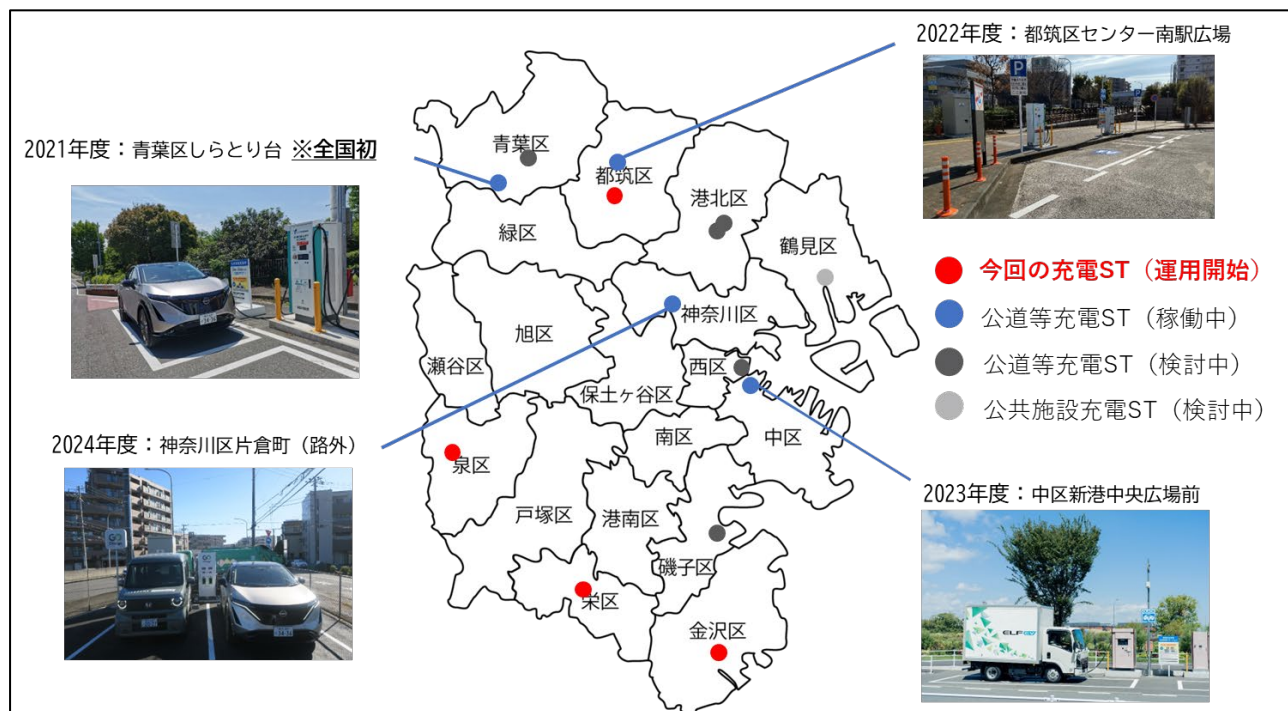 2022年度：都筑区センター南駅広場
2021年度：青葉区しらとり台 ※全国初
青葉区
都筑区
港北区
緑区
鶴見区
今回の充電ST（運用開始）
公道等充電ST（稼働中）
公道等充電ST（検討中）
公共施設充電ST（検討中）
神奈川区
旭区
瀬谷区
西区
保土ヶ谷区
南区
中区
2024年度：神奈川区片倉町（路外）
泉区
2023年度：中区新港中央広場前
戸塚区
港南区
磯子区
栄区
金沢区
P
ELF